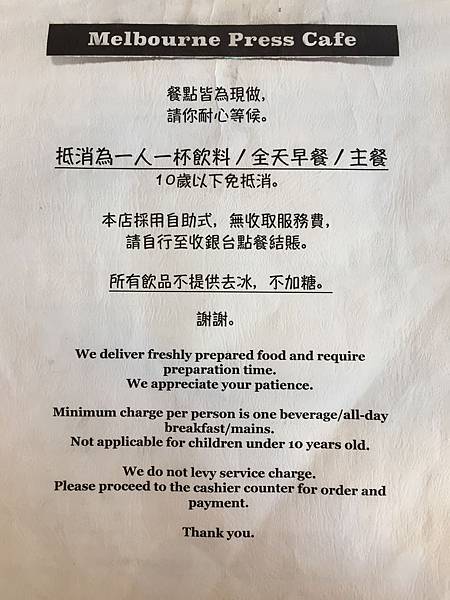 Melbourne Press Cafe
餐點皆為現做,
請你耐心等候。
抵消為一人一杯飲料/全天早餐/主餐
10歲以下免抵消。
本店採用自助式, 無收取服務費,
請自行至收銀台點餐結賬。
所有飲品不提供去冰, 不加糖。
謝謝。
We deliver freshly prepared food and require
preparation time.
We appreciate your patience.
Minimum charge per person is one beverage/all-day
breakfast/mains.
Not applicable for children under 10 years old.
We do not levy service charge.
Please proceed to the cashier counter for order and
payment.
Thank you.